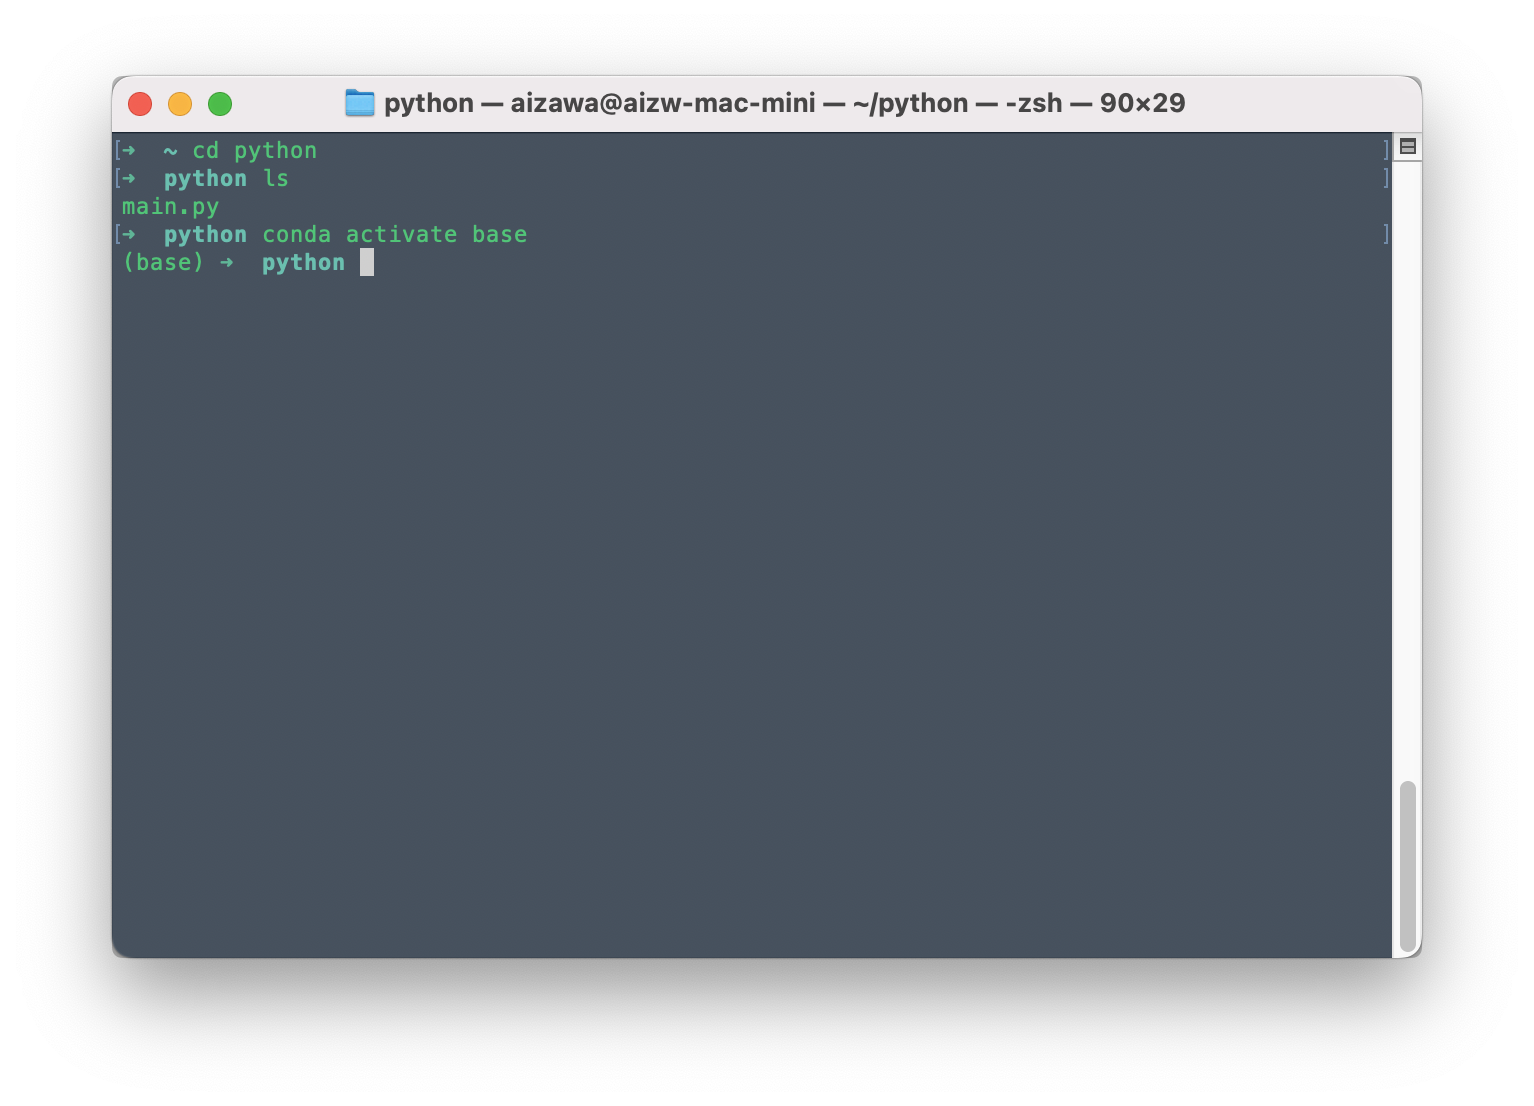 python — aizawa@aizw-mac-mini — ~/python — -zsh — 90×29
[➜  ~ cd python ]
[➜  python ls ]
main.py
[➜  python conda activate base ]
(base) ➜  python